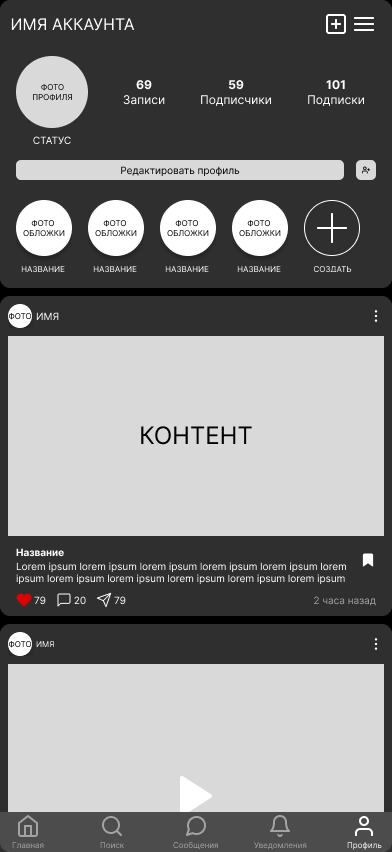 ИМЯ АККАУНТА
ФОТО
ПРОФИЛЯ
69 59 101
Записи Подписчики Подписки
СТАТУС
Редактировать профиль
ФОТО ФОТО ФОТО ФОТО
ОБЛОЖКИ ОБЛОЖКИ ОБЛОЖКИ ОБЛОЖКИ
НАЗВАНИЕ НАЗВАНИЕ НАЗВАНИЕ НАЗВАНИЕ СОЗДАТЬ
ФОТО ИМЯ
КОНТЕНТ
Название
Lorem ipsum lorem ipsum lorem ipsum lorem ipsum lorem ipsum lorem
ipsum lorem ipsum lorem ipsum lorem ipsum lorem ipsum lorem ipsum
79 20 79 2 часа назад
ФОТО ИМЯ
Главная Поиск Сообщения Уведомления Профиль